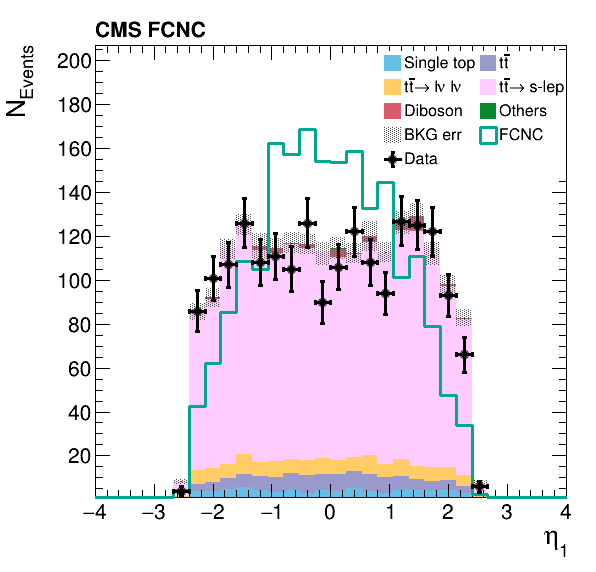 CMS FCNC
N_Events
200
180
160
140
120
100
80
60
40
20
Single top
tt̅
tt̅→ lν lν
tt̅→ s-lep
Diboson
Others
BKG err
FCNC
Data
−4 −3 −2 −1 0 1 2 3 4
η₁